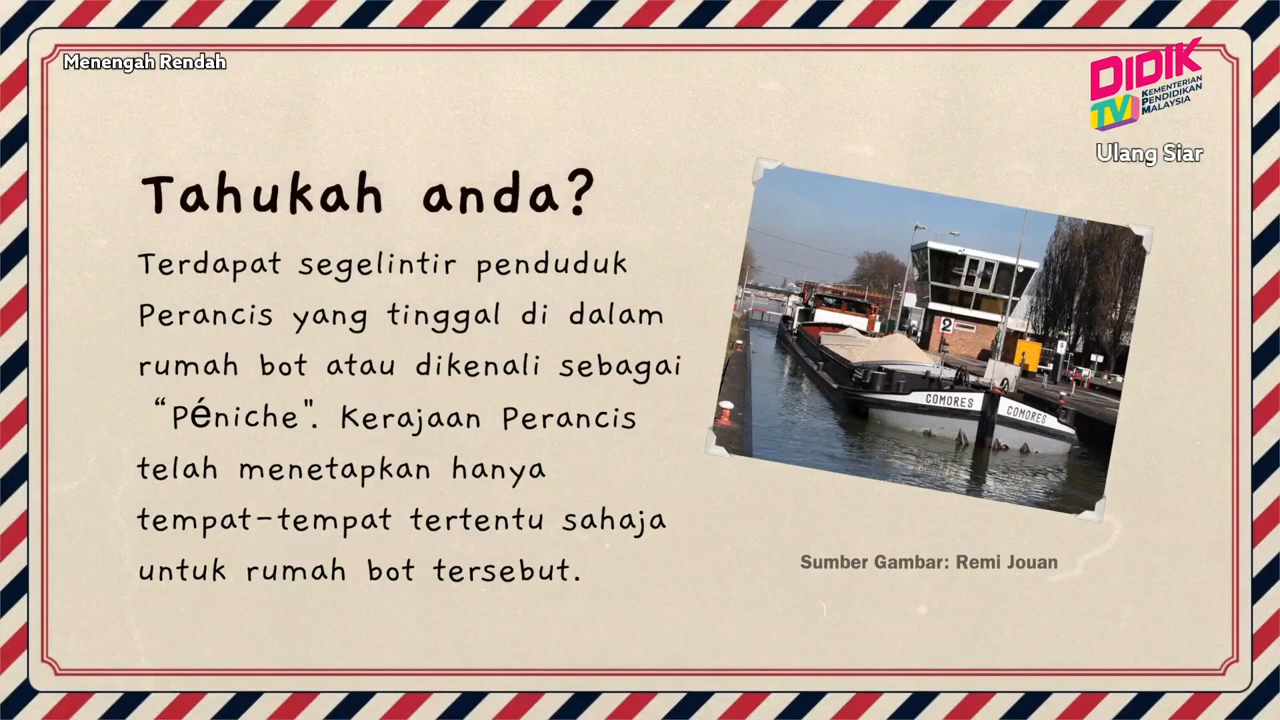 Menengah Rendah
DIDIK
TV
KEMENTERIAN
PENDIDIKAN
MALAYSIA
Ulang Siar
Tahukah anda?
Terdapat segelintir penduduk
Perancis yang tinggal di dalam
rumah bot atau dikenali sebagai
“Péniche". Kerajaan Perancis
telah menetapkan hanya
tempat-tempat tertentu sahaja
untuk rumah bot tersebut.
2
COMORES
COMORES
Sumber Gambar: Remi Jouan